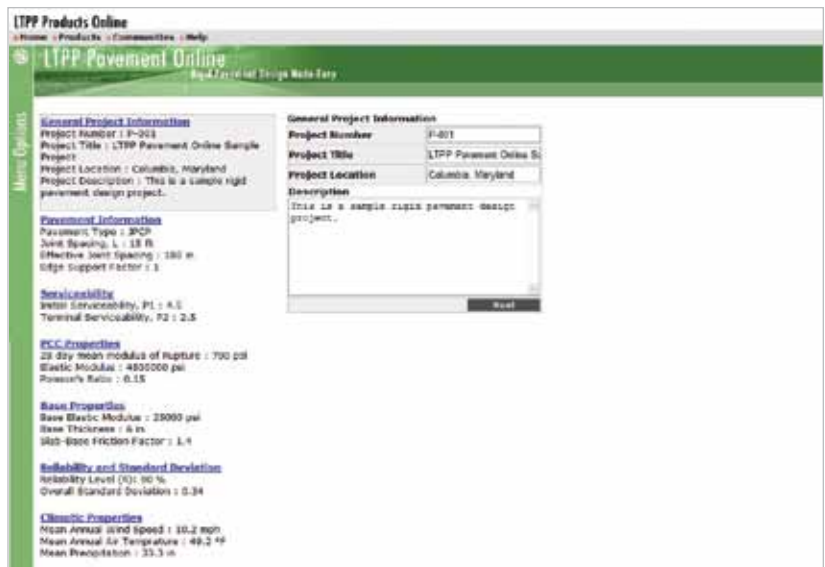 LTPP Products Online
Home Products Communities Help
LTPP Pavement Online
Rigid Pavement Design Made Easy
Menu Options
General Project Information
Project Number : P-001
Project Title : LTPP Pavement Online Sample
Project
Project Location : Columbia, Maryland
Project Description : This is a sample rigid
pavement design project.
Pavement Information
Pavement Type : JPCP
Joint Spacing, L : 15 ft
Effective Joint Spacing : 180 in
Edge Support Factor : 1
Serviceability
Initial Serviceability, P1 : 4.5
Terminal Serviceability, P2 : 2.5
PCC Properties
28 day mean modulus of Rupture : 700 psi
Elastic Modulus : 4800000 psi
Poisson's Ratio : 0.15
Base Properties
Base Elastic Modulus : 25000 psi
Base Thickness : 6 in
Slab-Base Friction Factor : 1.4
Reliability and Standard Deviation
Reliability Level (R): 90 %
Overall Standard Deviation : 0.34
Climatic Properties
Mean Annual Wind Speed : 10.2 mph
Mean Annual Air Temprature : 49.2 ºF
Mean Precipitation : 33.3 in
General Project Information
Project Number P-001
Project Title LTPP Pavement Online S
Project Location Columbia, Maryland
Description
This is a sample rigid pavement design
project.
Next